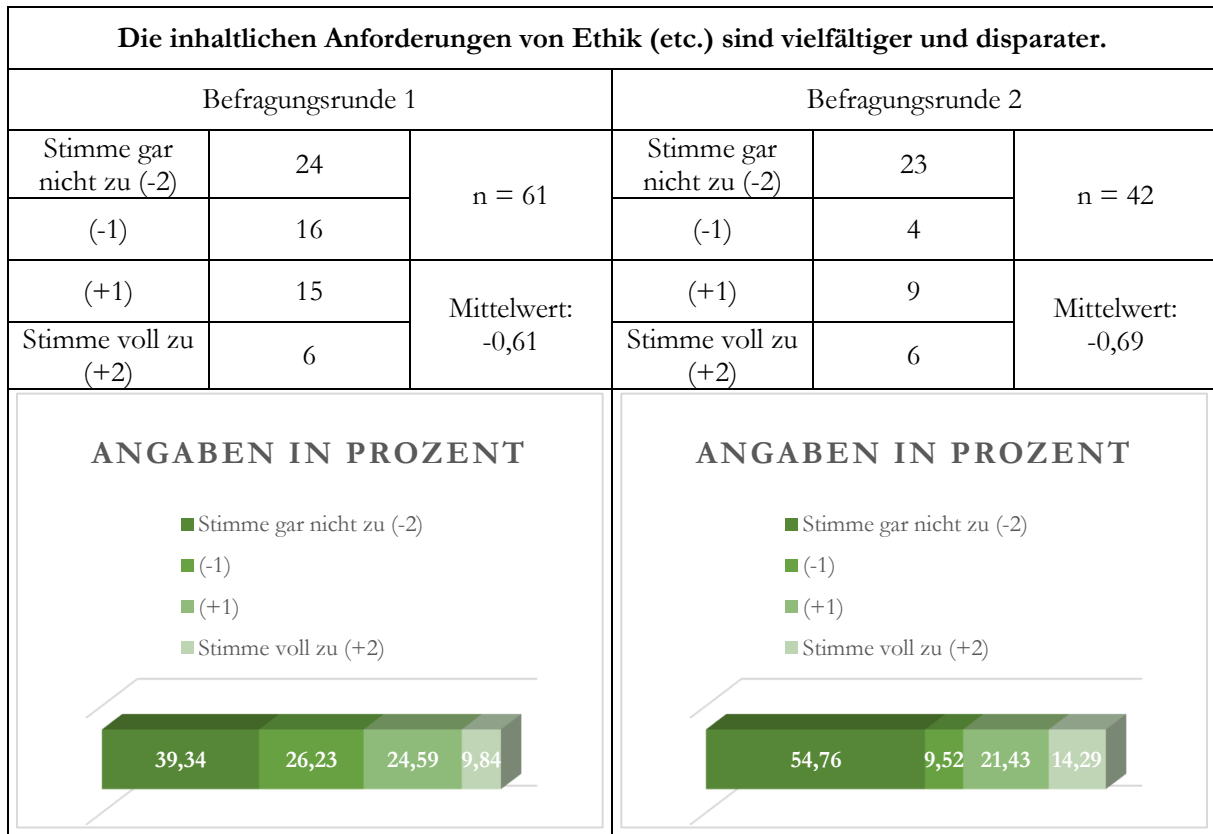 Die inhaltlichen Anforderungen von Ethik (etc.) sind vielfältiger und disparater.
Befragungsrunde 1
Befragungsrunde 2
Stimme gar
nicht zu (-2)
24
n = 61
Stimme gar
nicht zu (-2)
23
n = 42
(-1)
16
(-1)
4
(+1)
15
Mittelwert:
-0,61
(+1)
9
Mittelwert:
-0,69
Stimme voll zu
(+2)
6
Stimme voll zu
(+2)
6
ANGABEN IN PROZENT
Stimme gar nicht zu (-2)
(-1)
(+1)
Stimme voll zu (+2)
39,34
26,23
24,59
9,84
ANGABEN IN PROZENT
Stimme gar nicht zu (-2)
(-1)
(+1)
Stimme voll zu (+2)
54,76
9,52
21,43
14,29